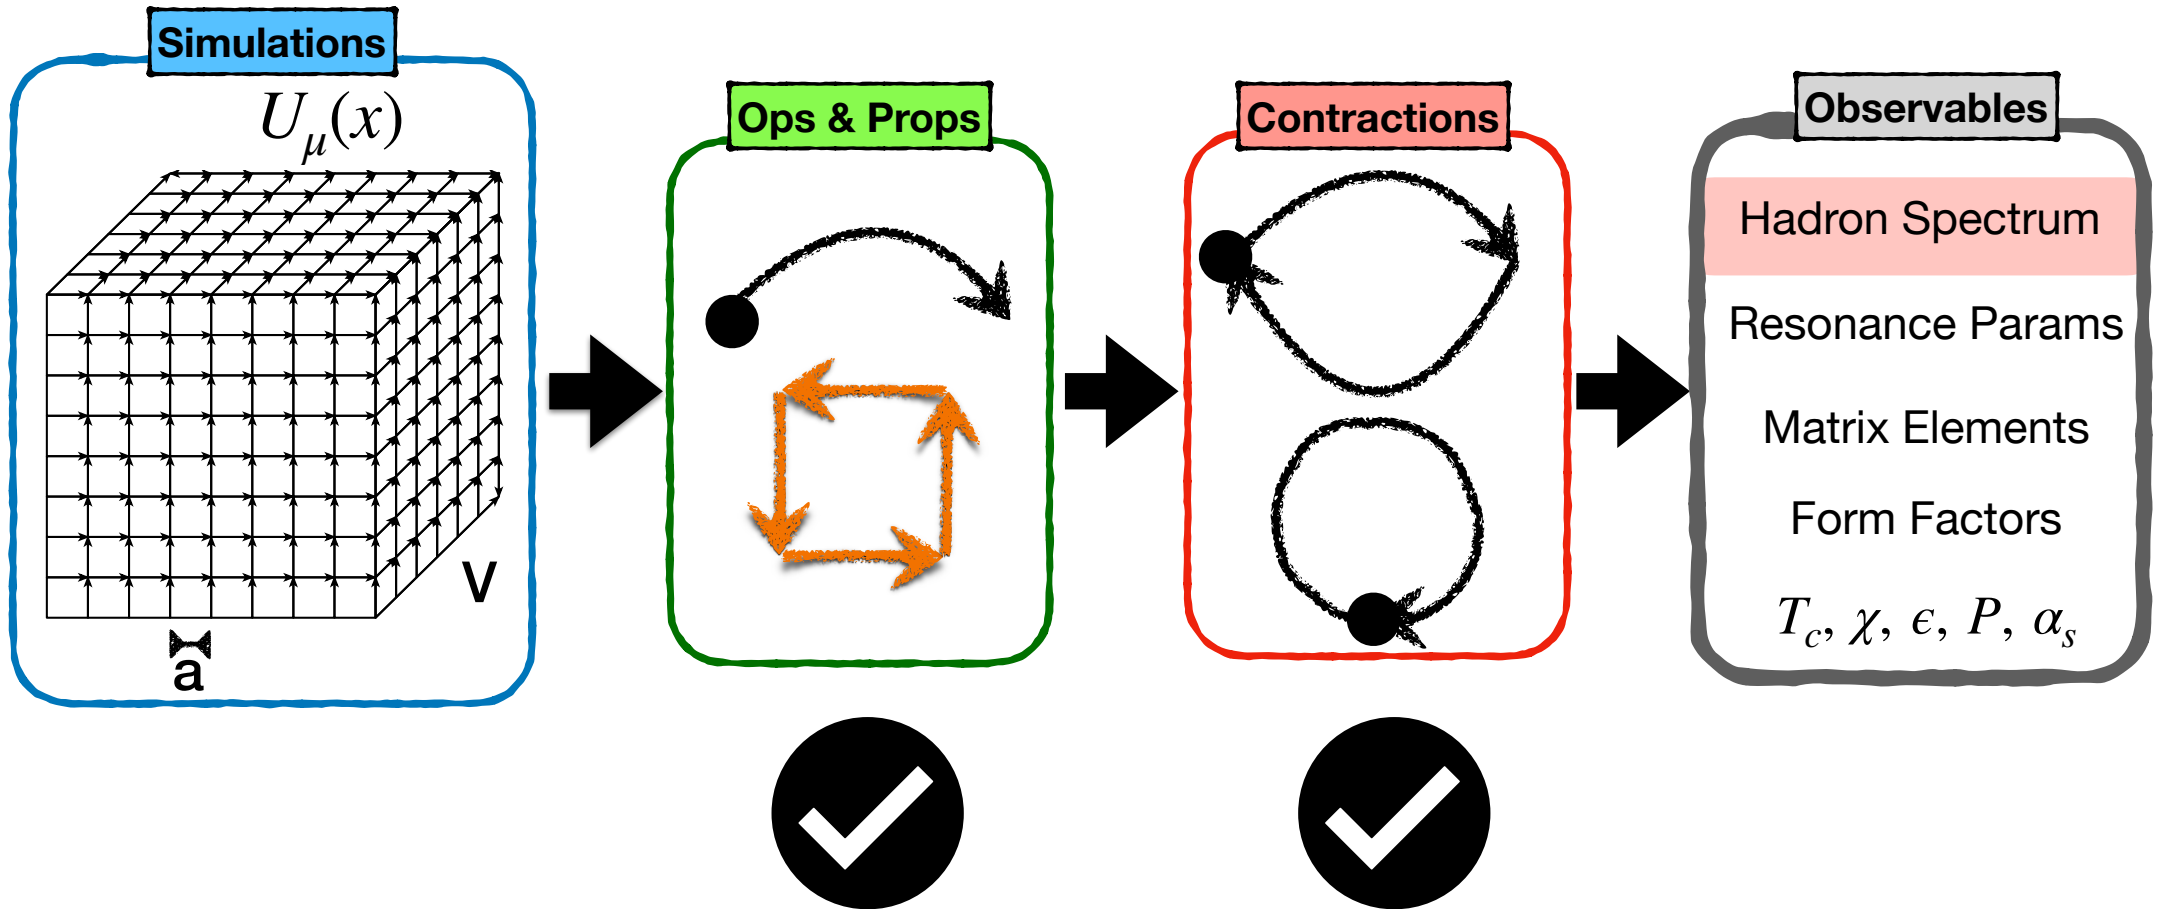 Simulations
U_μ(x)
V
a
Ops & Props
Contractions
Observables
Hadron Spectrum
Resonance Params
Matrix Elements
Form Factors
T_c, χ, ϵ, P, α_s